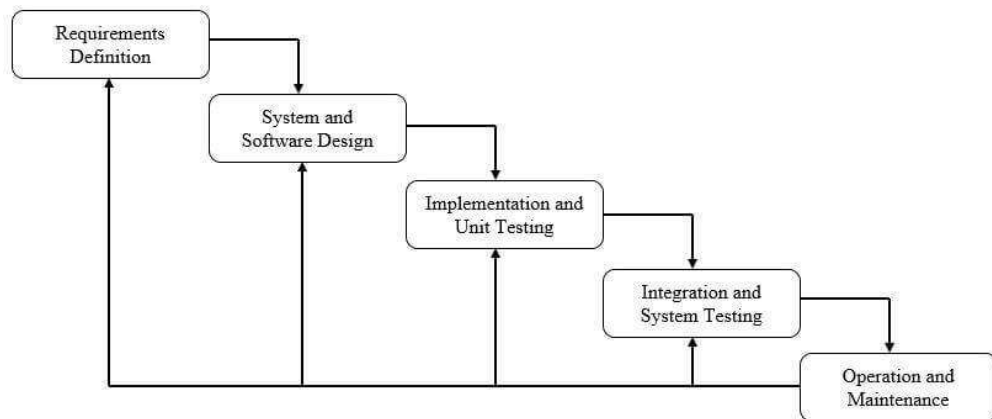 Requirements
Definition
System and
Software Design
Implementation and
Unit Testing
Integration and
System Testing
Operation and
Maintenance